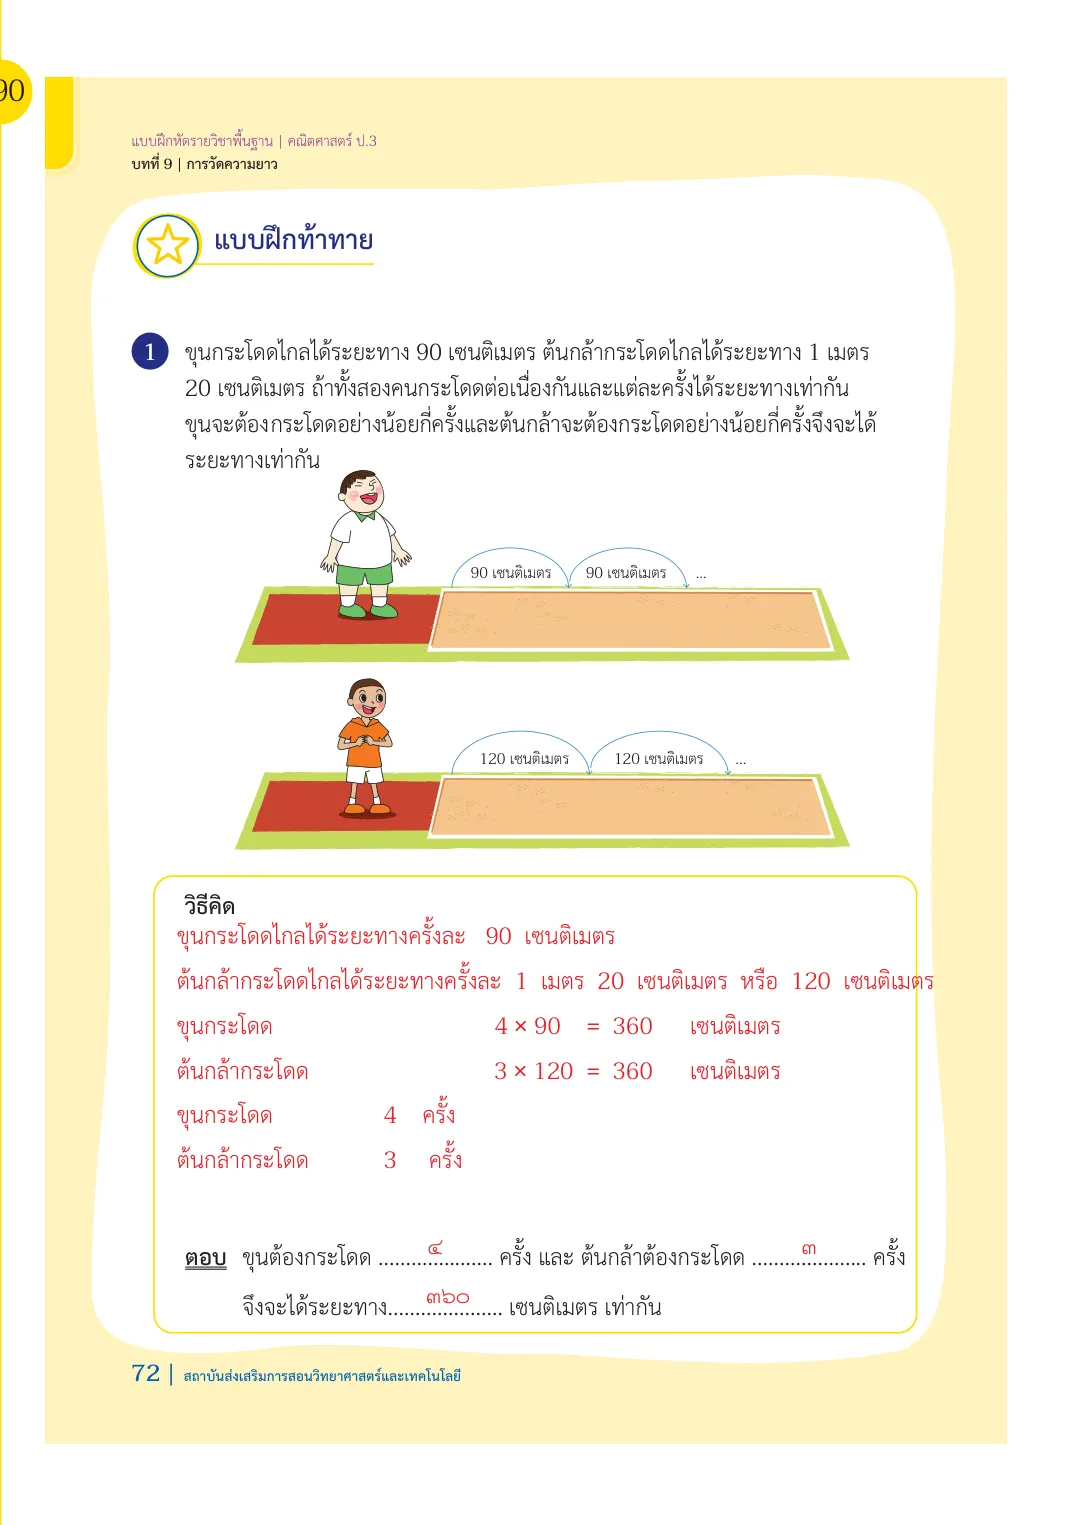 90
แบบฝึกหัดรายวิชาพื้นฐาน | คณิตศาสตร์ ป.3
บทที่ 9 | การวัดความยาว
แบบฝึกท้าทาย
1 ขุนกระโดดไกลได้ระยะทาง 90 เซนติเมตร ต้นกล้ากระโดดไกลได้ระยะทาง 1 เมตร
20 เซนติเมตร ถ้าทั้งสองคนกระโดดต่อเนื่องกันและแต่ละครั้งได้ระยะทางเท่ากัน
ขุนจะต้องกระโดดอย่างน้อยกี่ครั้งและต้นกล้าจะต้องกระโดดอย่างน้อยกี่ครั้งจึงจะได้
ระยะทางเท่ากัน
90 เซนติเมตร 90 เซนติเมตร ...
120 เซนติเมตร 120 เซนติเมตร ...
วิธีคิด
ขุนกระโดดไกลได้ระยะทางครั้งละ 90 เซนติเมตร
ต้นกล้ากระโดดไกลได้ระยะทางครั้งละ 1 เมตร 20 เซนติเมตร หรือ 120 เซนติเมตร
ขุนกระโดด 4 × 90 = 360 เซนติเมตร
ต้นกล้ากระโดด 3 × 120 = 360 เซนติเมตร
ขุนกระโดด 4 ครั้ง
ต้นกล้ากระโดด 3 ครั้ง
ตอบ ขุนต้องกระโดด ........๔......... ครั้ง และ ต้นกล้าต้องกระโดด ........๓......... ครั้ง
จึงจะได้ระยะทาง.......๓๖๐....... เซนติเมตร เท่ากัน
72 | สถาบันส่งเสริมการสอนวิทยาศาสตร์และเทคโนโลยี